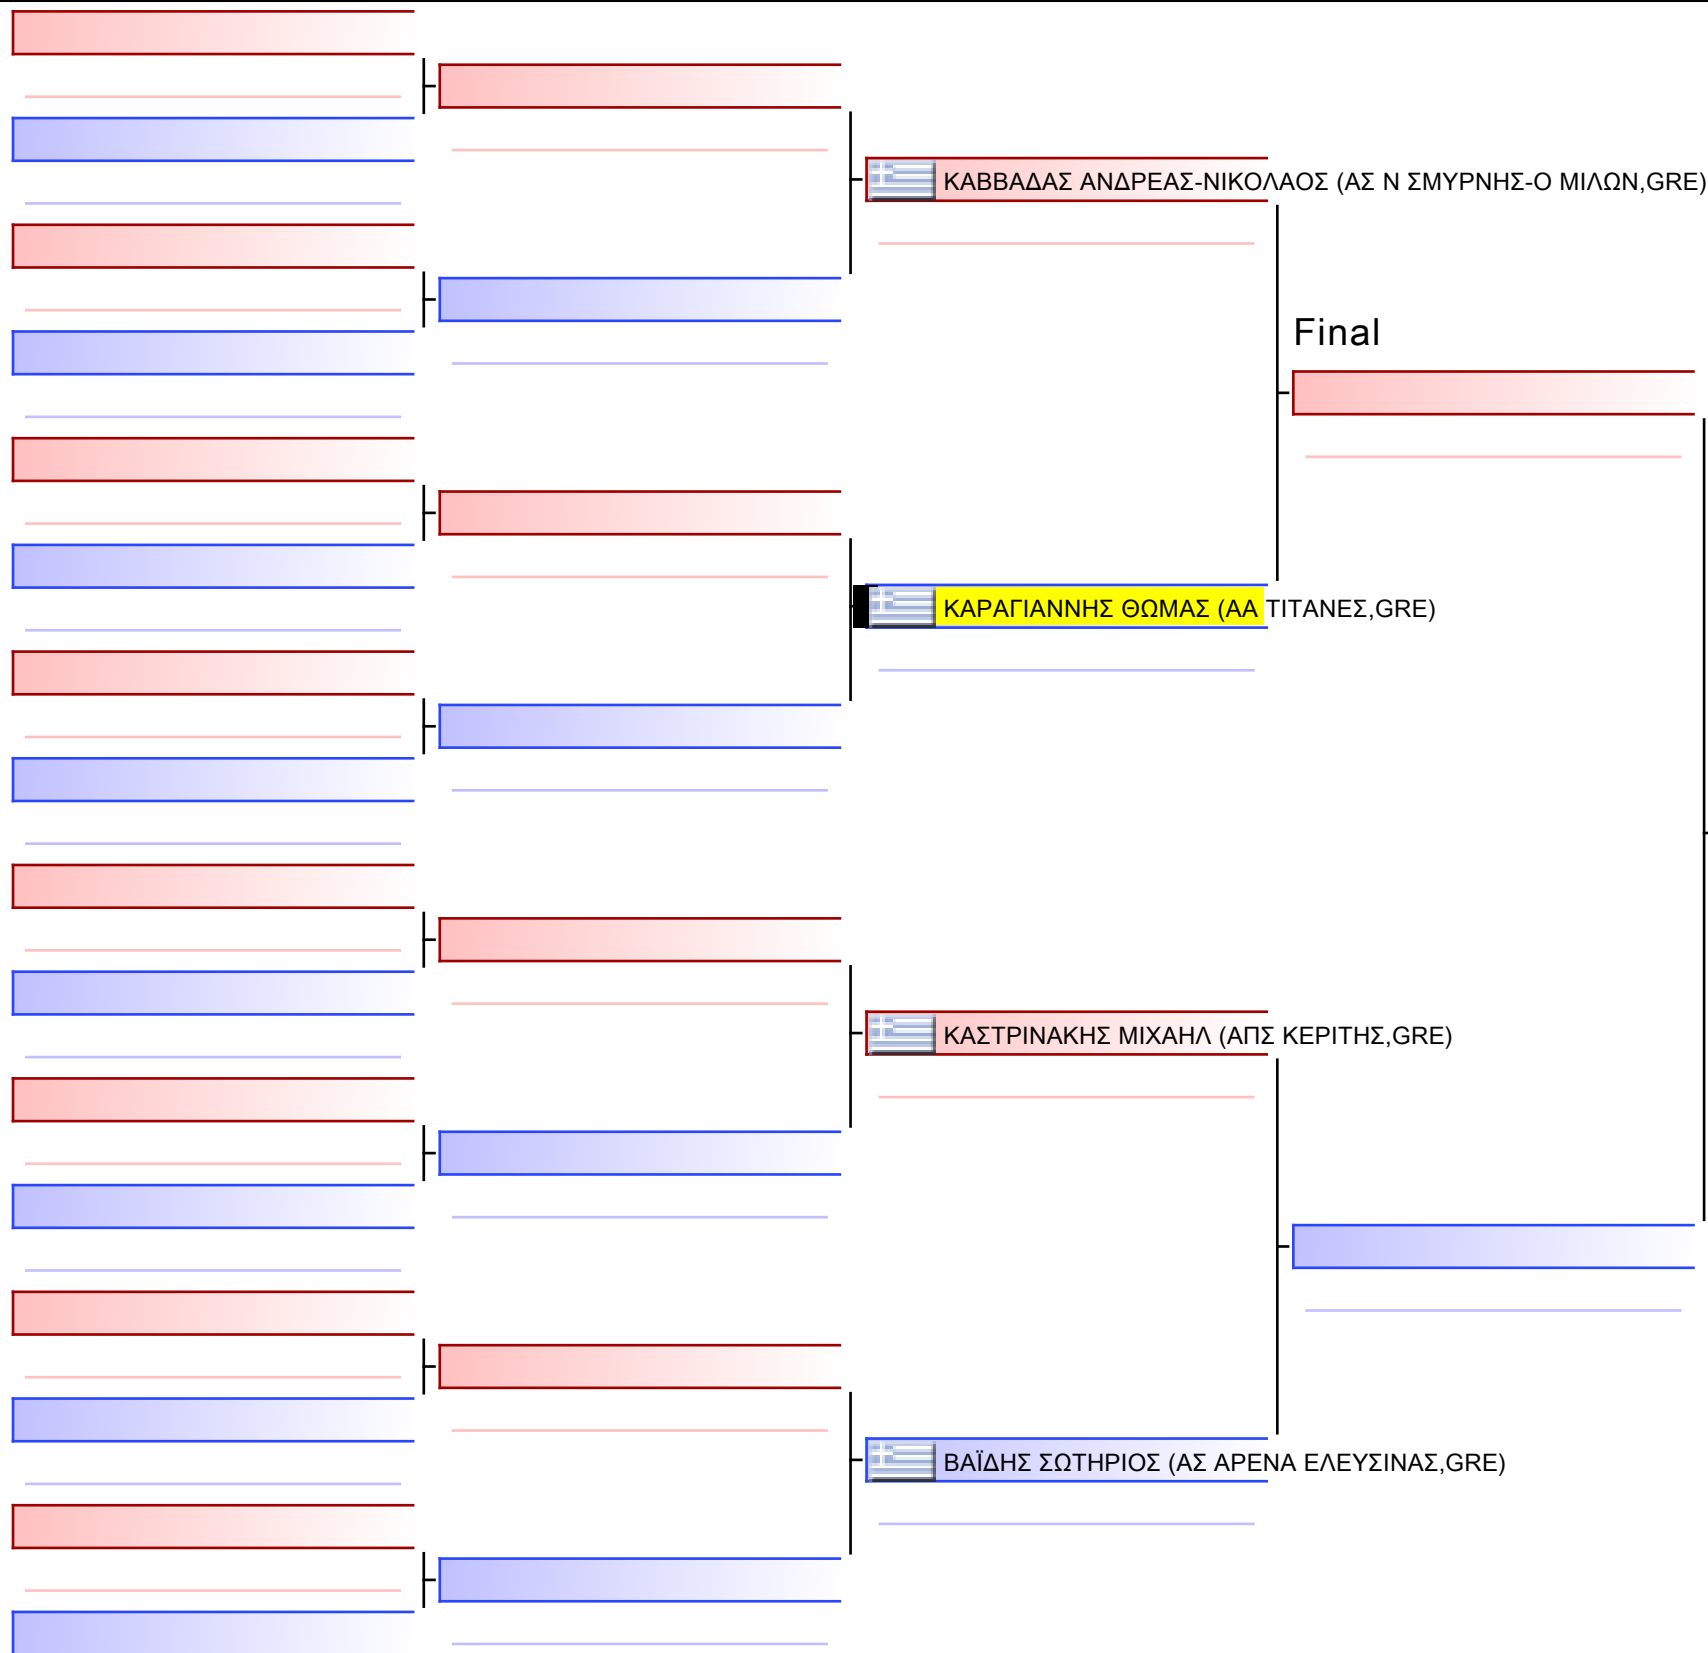 ΚΑΒΒΑΔΑΣ ΑΝΔΡΕΑΣ-ΝΙΚΟΛΑΟΣ (ΑΣ Ν ΣΜΥΡΝΗΣ-Ο ΜΙΛΩΝ,GRE)
Final
ΚΑΡΑΓΙΑΝΝΗΣ ΘΩΜΑΣ (ΑΑ ΤΙΤΑΝΕΣ,GRE)
ΚΑΣΤΡΙΝΑΚΗΣ ΜΙΧΑΗΛ (ΑΠΣ ΚΕΡΙΤΗΣ,GRE)
ΒΑΪΔΗΣ ΣΩΤΗΡΙΟΣ (ΑΣ ΑΡΕΝΑ ΕΛΕΥΣΙΝΑΣ,GRE)